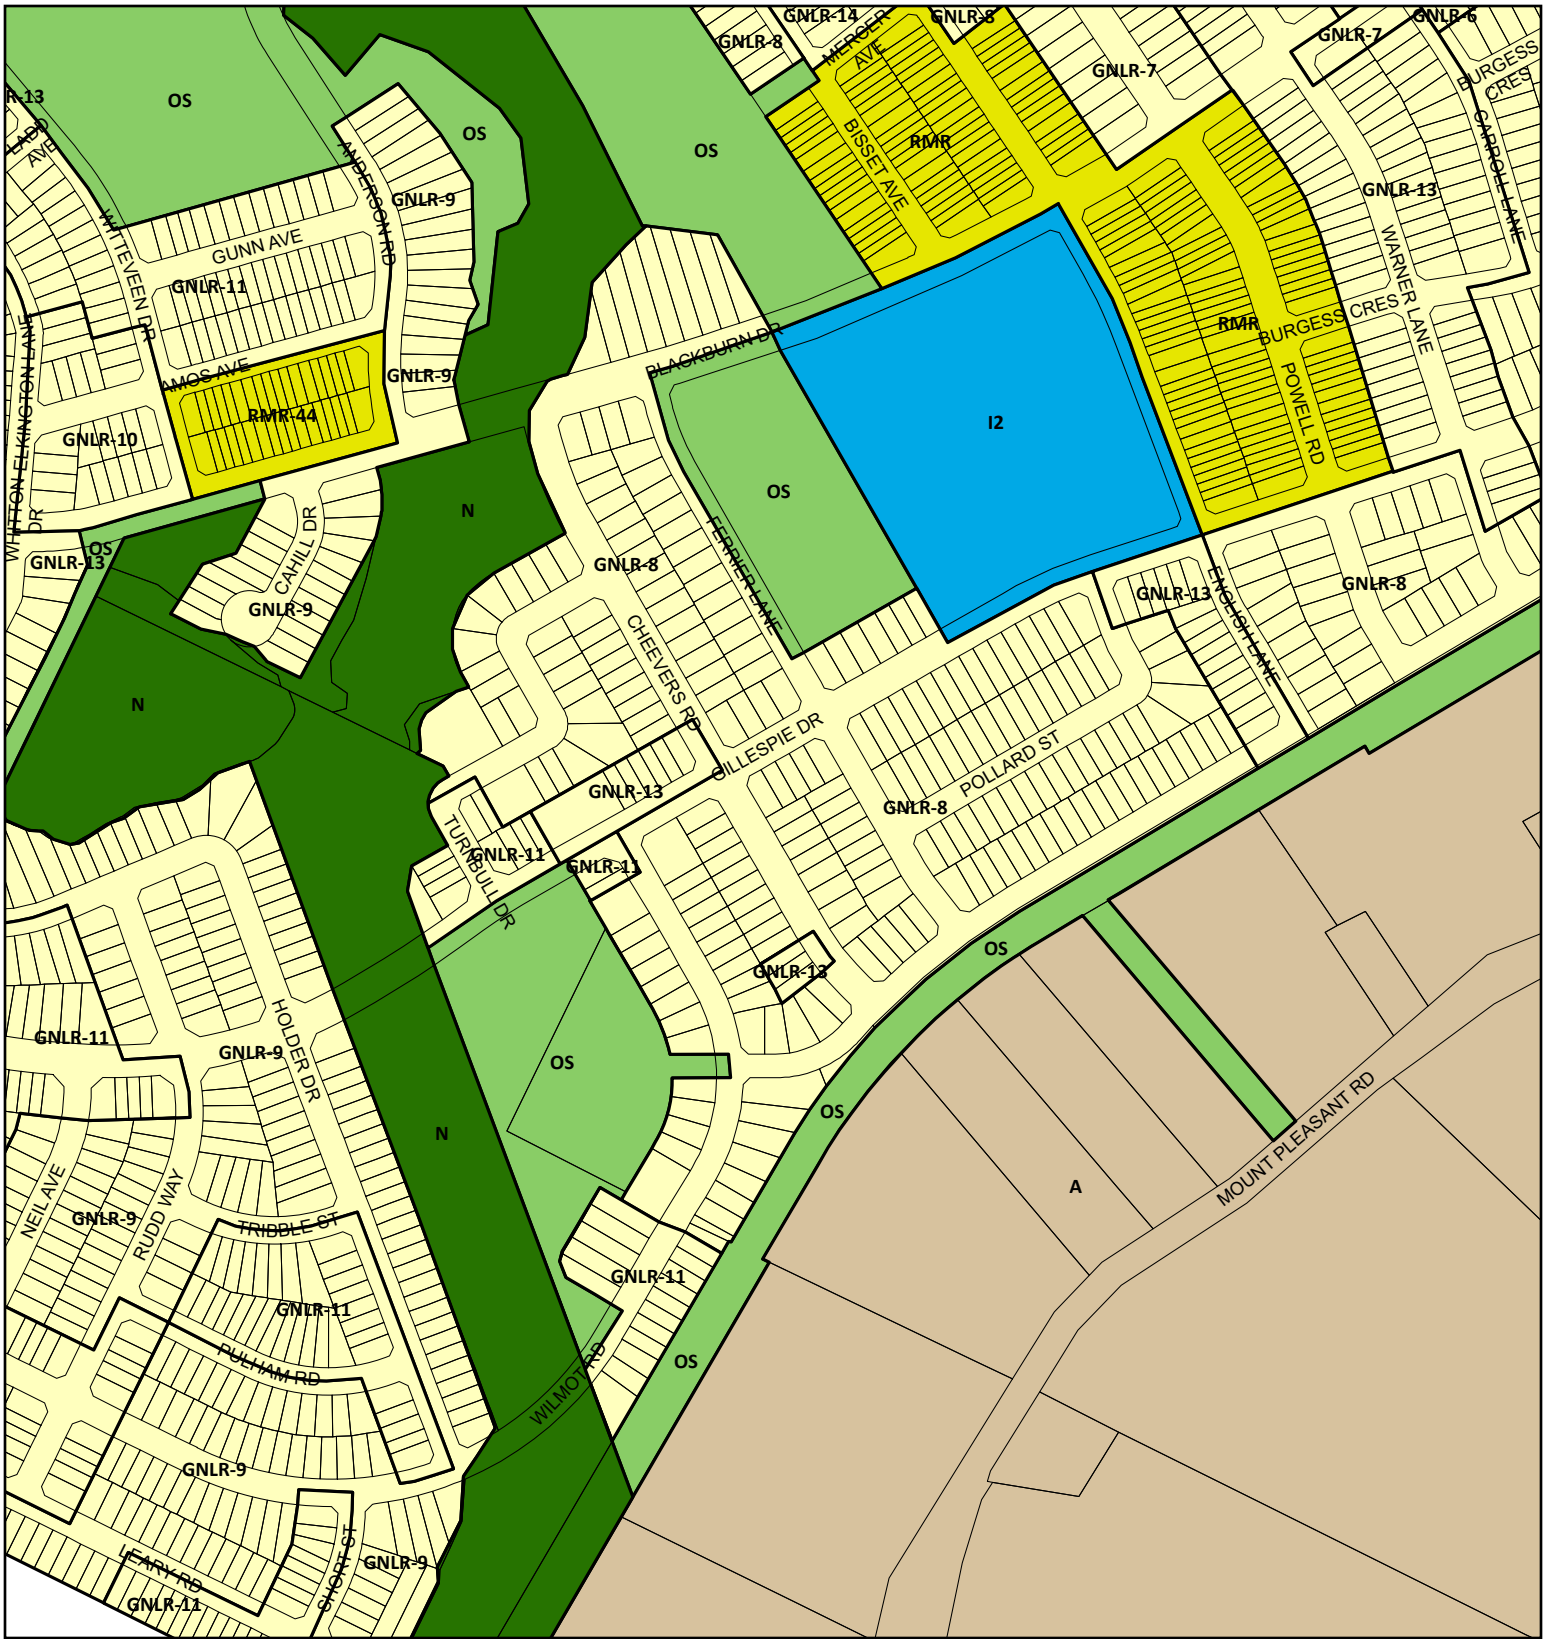 GNLR-14
GNLR-8
GNLR-6
MERCER
AVE
GNLR-8
GNLR-7
GNLR-7
BURGESS
CRES
R-13
OS
LADD
AVE
OS
OS
BISSET AVE
RMR
ANDERSON RD
GNLR-9
GNLR-13
CARROLL LANE
WITTEVEEN DR
GUNN AVE
GNLR-11
WARNER LANE
RMR
BURGESS CRES
BLACKBURN DR
AMOS AVE
GNLR-9
WHITTON ELKINGTON LANE
DR
RMR-44
GNLR-10
I2
POWELL RD
OS
N
CAHILL DR
FERRIER LANE
OS
GNLR-13
GNLR-8
GNLR-13
ENGLISH LANE
GNLR-8
GNLR-9
CHEEVERS RD
N
GILLESPIE DR
POLLARD ST
GNLR-13
GNLR-8
TURNBULL DR
GNLR-11
GNLR-11
OS
GNLR-13
HOLDER DR
GNLR-11
GNLR-9
OS
OS
N
MOUNT PLEASANT RD
A
NEIL AVE
GNLR-9
RUDD WAY
TRIBBLE ST
GNLR-11
GNLR-11
PULHAM RD
OS
WILMOT RD
GNLR-9
LEARY RD
SHORT ST
GNLR-9
GNLR-11